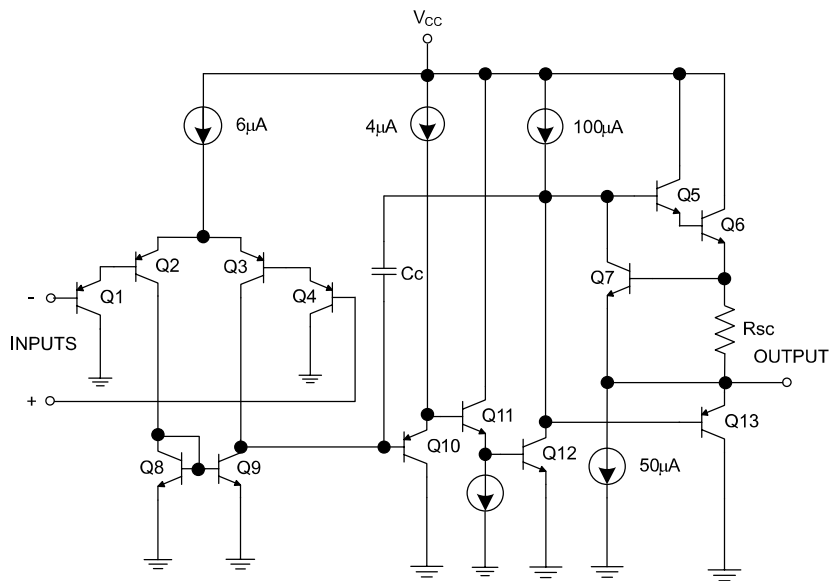 VCC
6μA
4μA
100μA
Q5
Q6
Q2
Q3
Cc
Q7
-
Q1
Q4
Rsc
INPUTS
OUTPUT
+
Q11
Q13
Q10
Q12
Q8
Q9
50μA